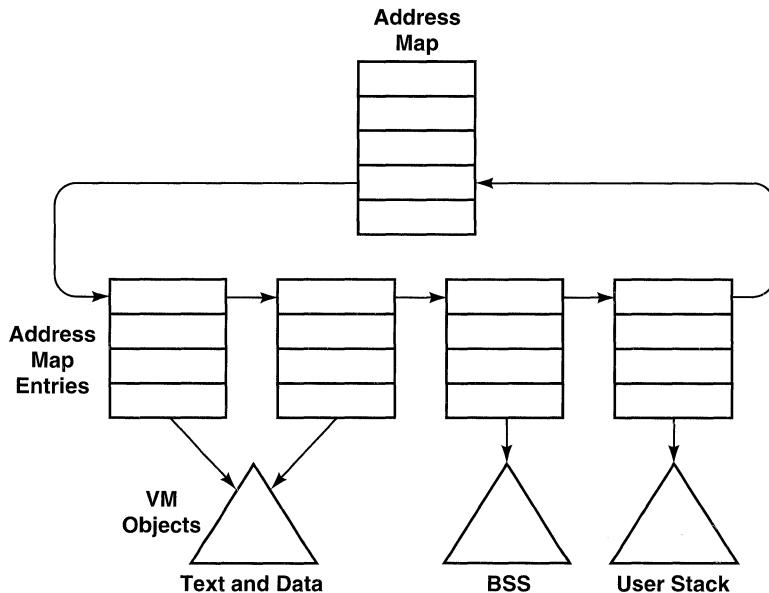 Address
Map
Address
Map
Entries
VM
Objects
Text and Data
BSS
User Stack